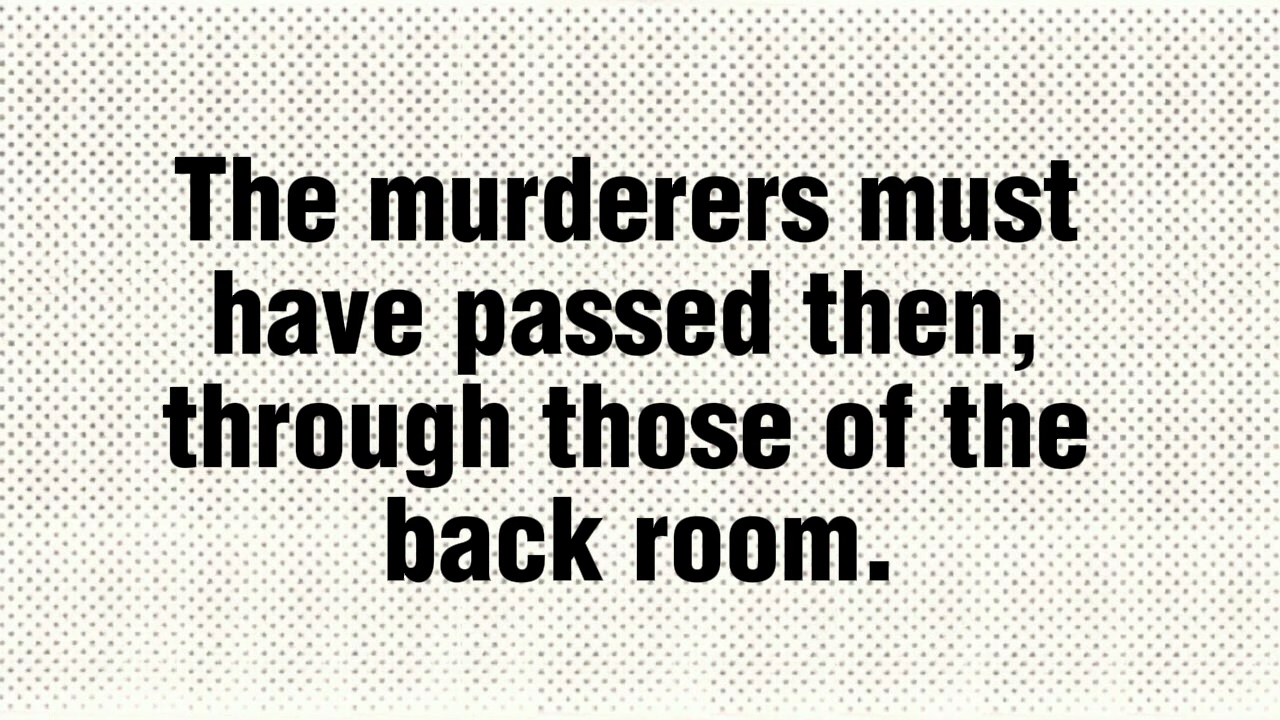 The murderers must
have passed then,
through those of the
back room.